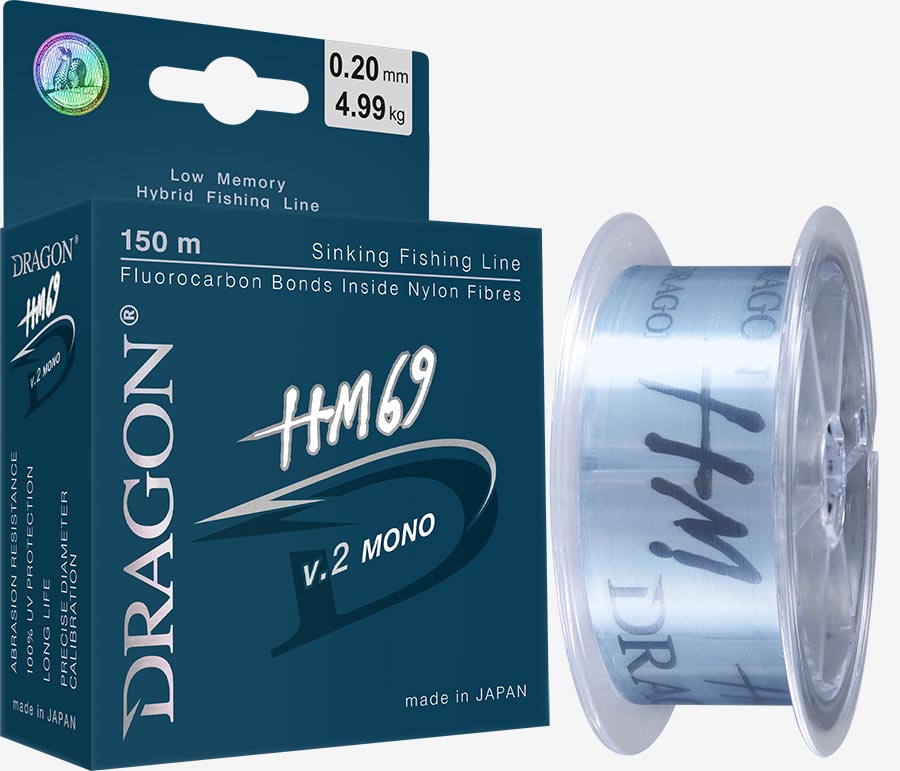 0.20 mm
4.99 kg
Low Memory
Hybrid Fishing Line
150 m
Sinking Fishing Line
Fluorocarbon Bonds Inside Nylon Fibres
DRAGON®
HM69
v.2 MONO
made in JAPAN
DRAGON®
HM69
v.2 MONO
ABRASION RESISTANCE
100% UV PROTECTION
LONG LIFE
PRECISE DIAMETER
CALIBRATION
made in JAPAN
DRAGON
DRAGON
HM
DRA
H